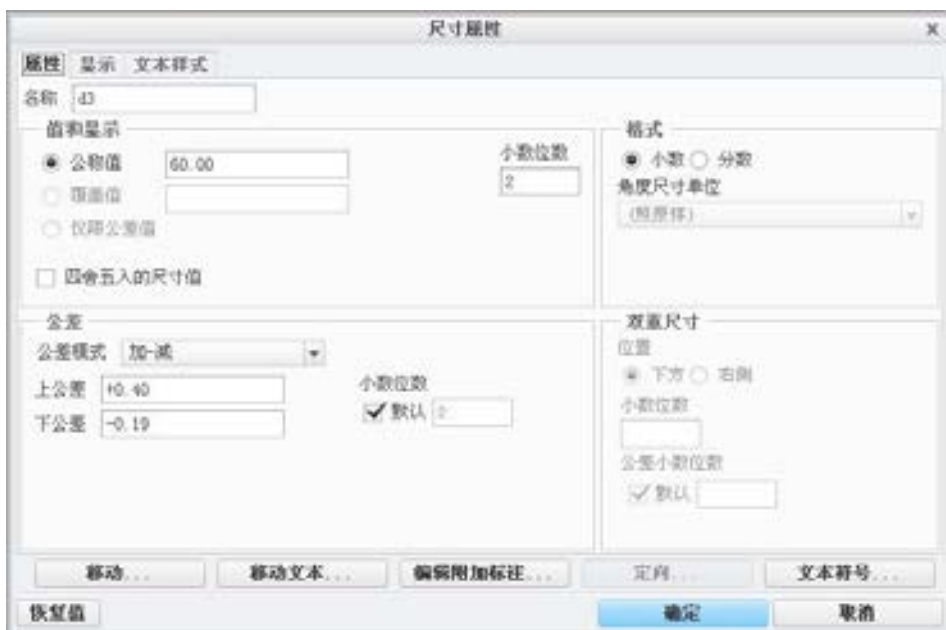 尺寸属性
属性 显示 文本样式
名称 d3
值和显示
公称值 60.00
覆盖值
仅限公差值
小数位数
2
四舍五入的尺寸值
格式
小数 分数
角度尺寸单位
(照原样)
公差
公差模式 加-减
上公差 +0.40
下公差 -0.19
小数位数
默认 2
双重尺寸
位置
下方 右侧
小数位数
公差小数位数
默认
移动... 移动文本... 编辑附加标注... 定向... 文本符号...
恢复值 确定 取消